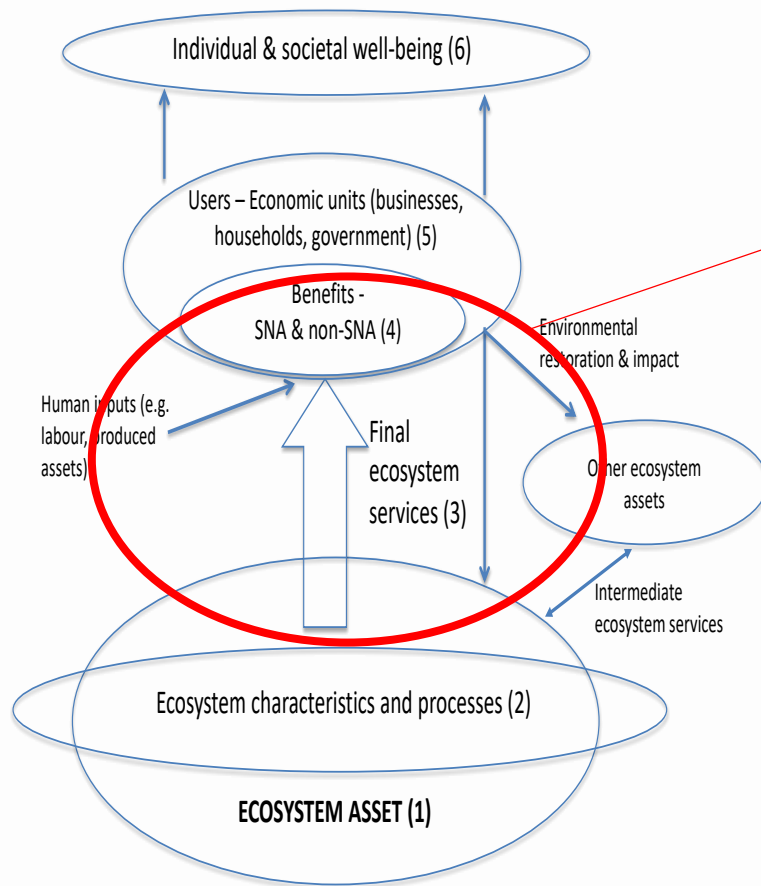 Individual & societal well-being (6)
Users – Economic units (businesses,
households, government) (5)
Benefits -
SNA & non-SNA (4)
Environmental
restoration & impact
Human inputs (e.g.
labour, produced
assets)
Final
ecosystem
services (3)
Other ecosystem
assets
Intermediate
ecosystem services
Ecosystem characteristics and processes (2)
ECOSYSTEM ASSET (1)